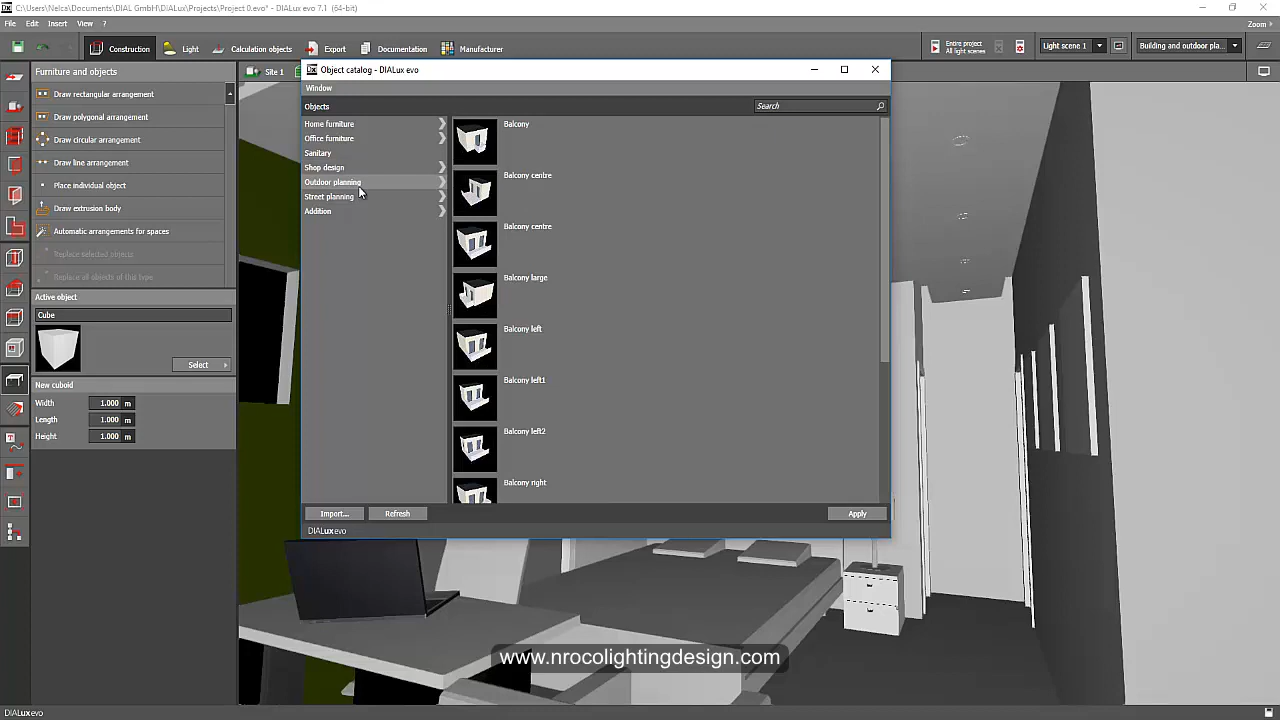 C:\Users\Nelca\Documents\DIAL GmbH\DIALux\Projects\Project 0.evo* - DIALux evo 7.1 (64-bit)
File Edit Insert View ?
Zoom
Construction Light Calculation objects Export Documentation Manufacturer
Entire project
All light scenes
Light scene 1
Building and outdoor pla...
Furniture and objects
Site 1
Draw rectangular arrangement
Draw polygonal arrangement
Draw circular arrangement
Draw line arrangement
Place individual object
Draw extrusion body
Automatic arrangements for spaces
Replace selected objects
Replace all objects of this type
Active object
Cube
Select
New cuboid
Width 1.000 m
Length 1.000 m
Height 1.000 m
Object catalog - DIALux evo
Window
Objects
Search
Home furniture
Office furniture
Sanitary
Shop design
Outdoor planning
Street planning
Addition
Balcony
Balcony centre
Balcony centre
Balcony large
Balcony left
Balcony left1
Balcony left2
Balcony right
Import... Refresh Apply
DIALux evo
www.nrocolightingdesign.com
DIALux evo